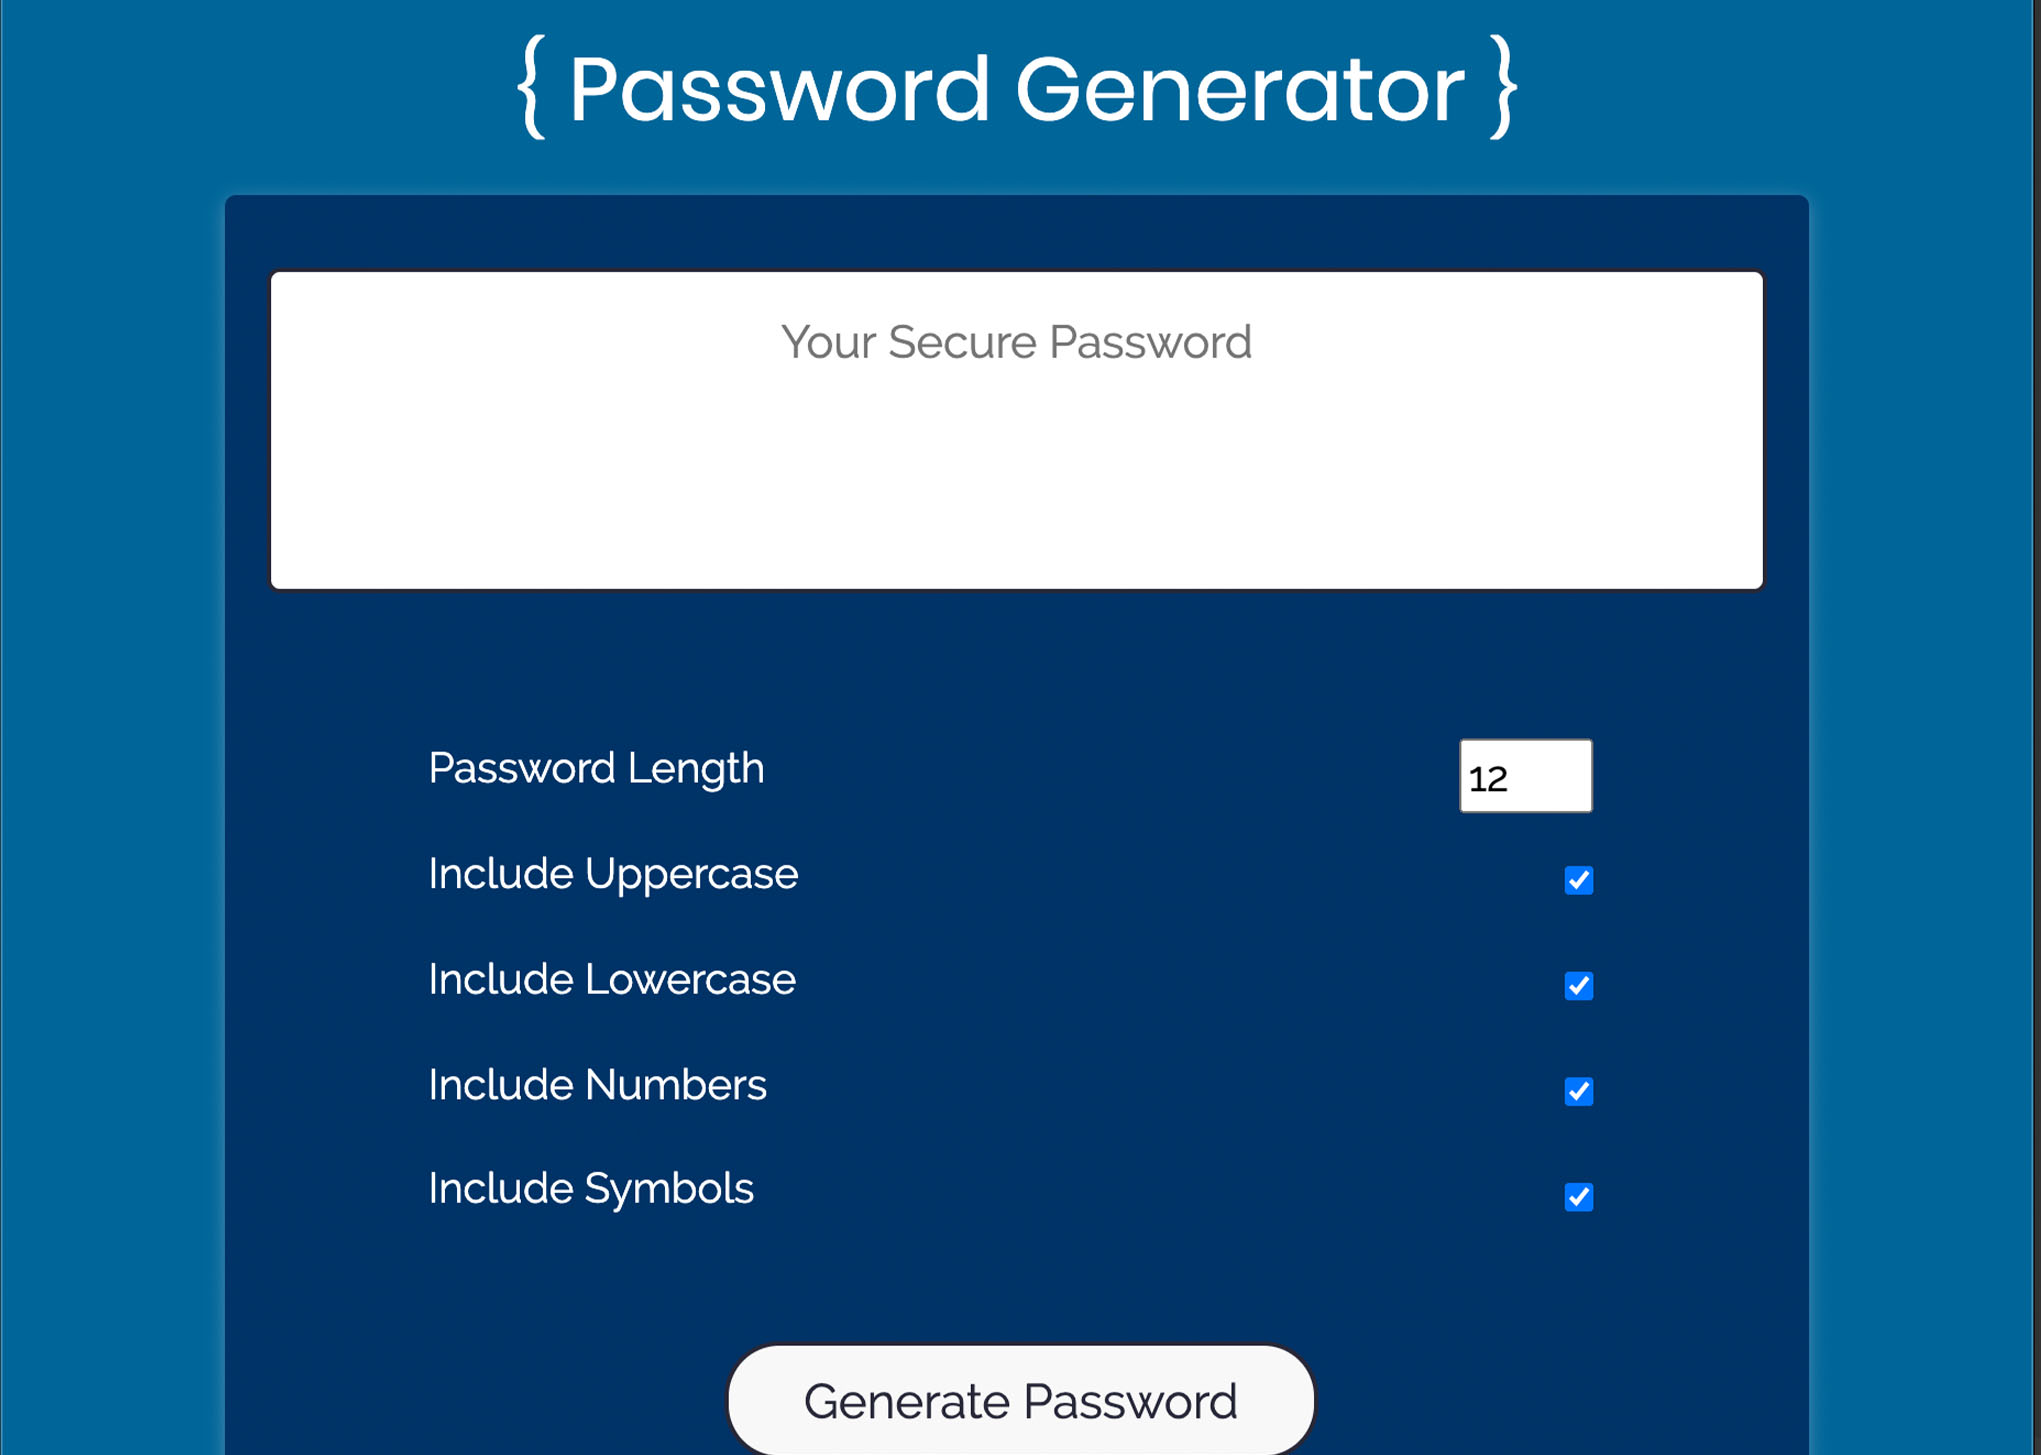 { Password Generator }
Your Secure Password
Password Length 12
Include Uppercase
Include Lowercase
Include Numbers
Include Symbols
Generate Password